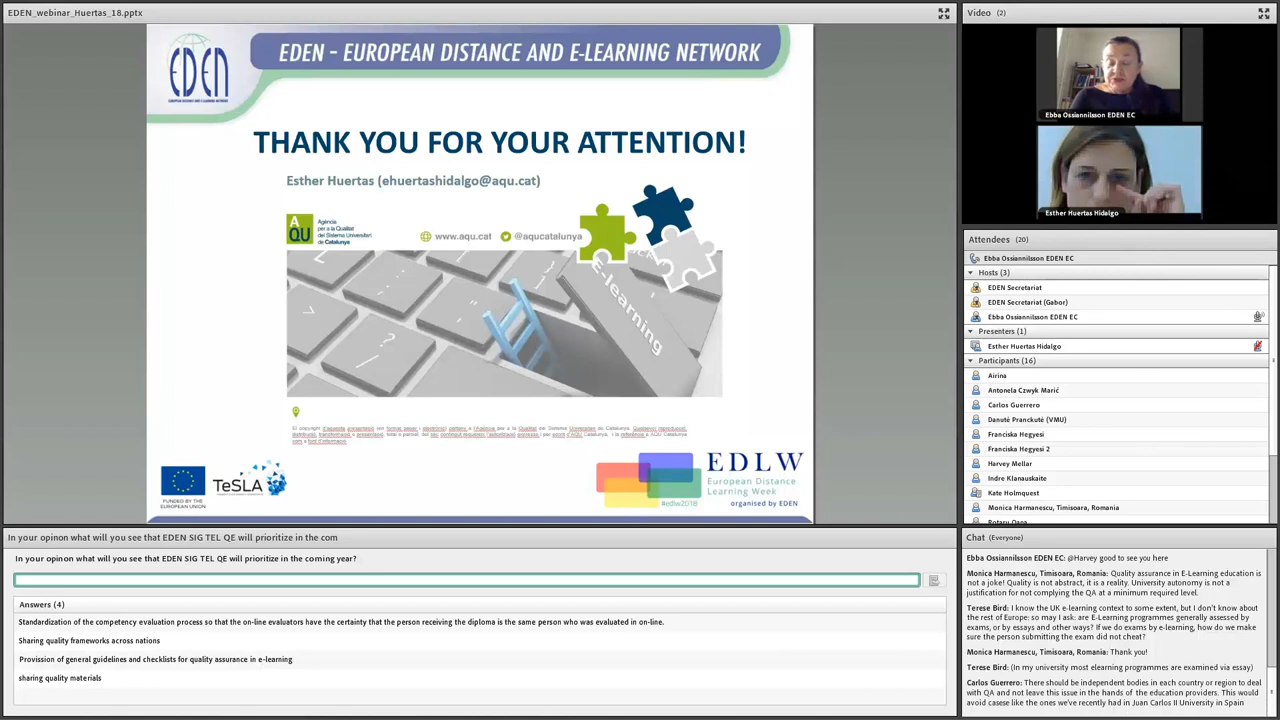 EDEN_webinar_Huertas_18.pptx
EDEN
EDEN - EUROPEAN DISTANCE AND E-LEARNING NETWORK
THANK YOU FOR YOUR ATTENTION!
Esther Huertas (ehuertashidalgo@aqu.cat)
AQU
Agència
per a la Qualitat
del Sistema Universitari
de Catalunya
www.aqu.cat
@aqucatalunya
e-learning
FUNDED BY THE
EUROPEAN UNION
TeSLA
EDLW
European Distance
Learning Week
#edlw2018
organised by EDEN
Video (2)
Ebba Ossiannilsson EDEN EC
Esther Huertas Hidalgo
Attendees (20)
Ebba Ossiannilsson EDEN EC
Hosts (3)
EDEN Secretariat
EDEN Secretariat (Gabor)
Ebba Ossiannilsson EDEN EC
Presenters (1)
Esther Huertas Hidalgo
Participants (16)
Airina
Antonela Czwyk Marić
Carlos Guerrero
Danutė Pranckutė (VMU)
Franciska Hegyesi
Franciska Hegyesi 2
Harvey Mellar
Indre Klanauskaite
Kate Holmquest
Monica Harmanescu, Timisoara, Romania
In your opinon what will you see that EDEN SIG TEL QE will prioritize in the com
In your opinon what will you see that EDEN SIG TEL QE will prioritize in the coming year?
Answers (4)
Standardization of the competency evaluation process so that the on-line evaluators have the certainty that the person receiving the diploma is the same person who was evaluated in on-line.
Sharing quality frameworks across nations
Provission of general guidelines and checklists for quality assurance in e-learning
sharing quality materials
Chat (Everyone)
Ebba Ossiannilsson EDEN EC: @Harvey good to see you here
Monica Harmanescu, Timisoara, Romania: Quality assurance in E-Learning education is
not a joke! Quality is not abstract, it is a reality. University autonomy is not a
justification for not complying the QA at a minimum required level.
Terese Bird: I know the UK e-learning context to some extent, but I don't know about
the rest of Europe: so may I ask: are E-Learning programmes generally assessed by
exams, or by essays and other ways? If we do exams by e-learning, how do we make
sure the person submitting the exam did not cheat?
Monica Harmanescu, Timisoara, Romania: Thank you!
Terese Bird: (In my university most elearning programmes are examined via essay)
Carlos Guerrero: There should be independent bodies in each country or region to deal
with QA and not leave this issue in the hands of the education providers. This would
avoid casese like the ones we've recently had in Juan Carlos II University in Spain